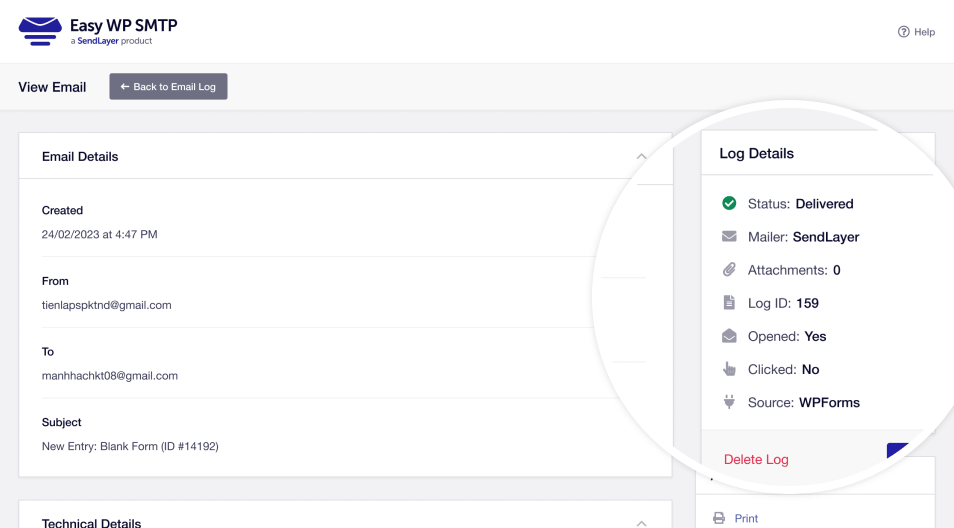 Easy WP SMTP
a SendLayer product
Help
View Email
← Back to Email Log
Email Details
Created
24/02/2023 at 4:47 PM
From
tienlapspktnd@gmail.com
To
manhhachkt08@gmail.com
Subject
New Entry: Blank Form (ID #14192)
Technical Details
Log Details
Status: Delivered
Mailer: SendLayer
Attachments: 0
Log ID: 159
Opened: Yes
Clicked: No
Source: WPForms
Delete Log
Print